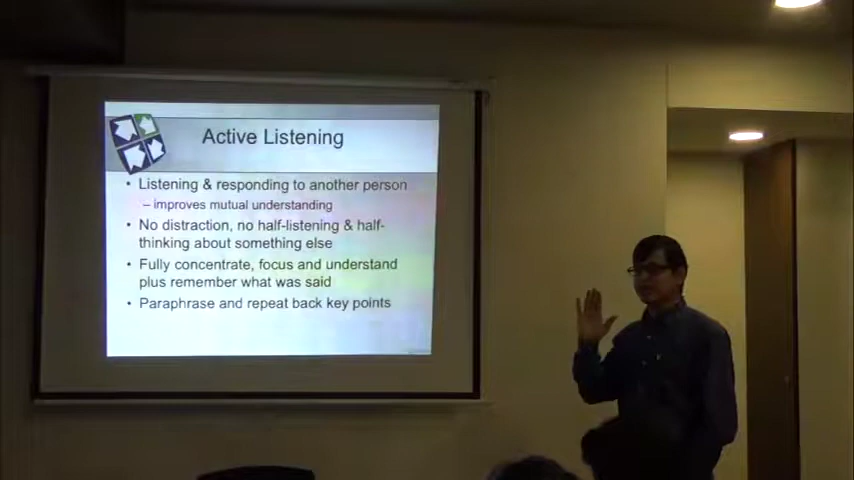 Active Listening
• Listening & responding to another person
– improves mutual understanding
• No distraction, no half-listening & half-
thinking about something else
• Fully concentrate, focus and understand
plus remember what was said
• Paraphrase and repeat back key points